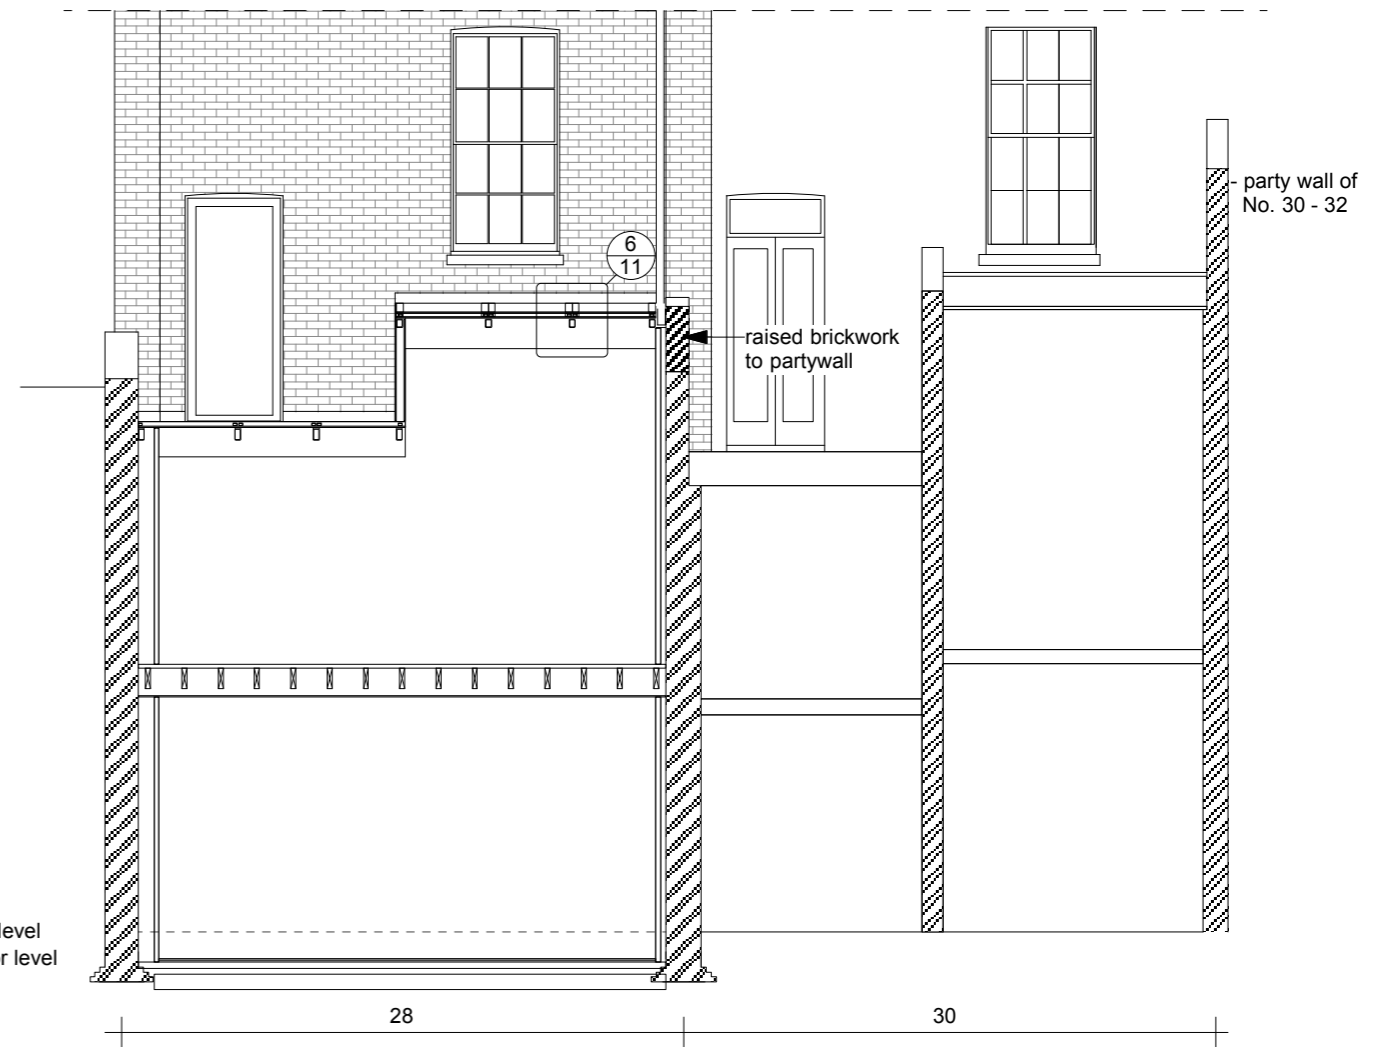 party wall of
No. 30 - 32
6
11
raised brickwork
to partywall
level
level
28
30